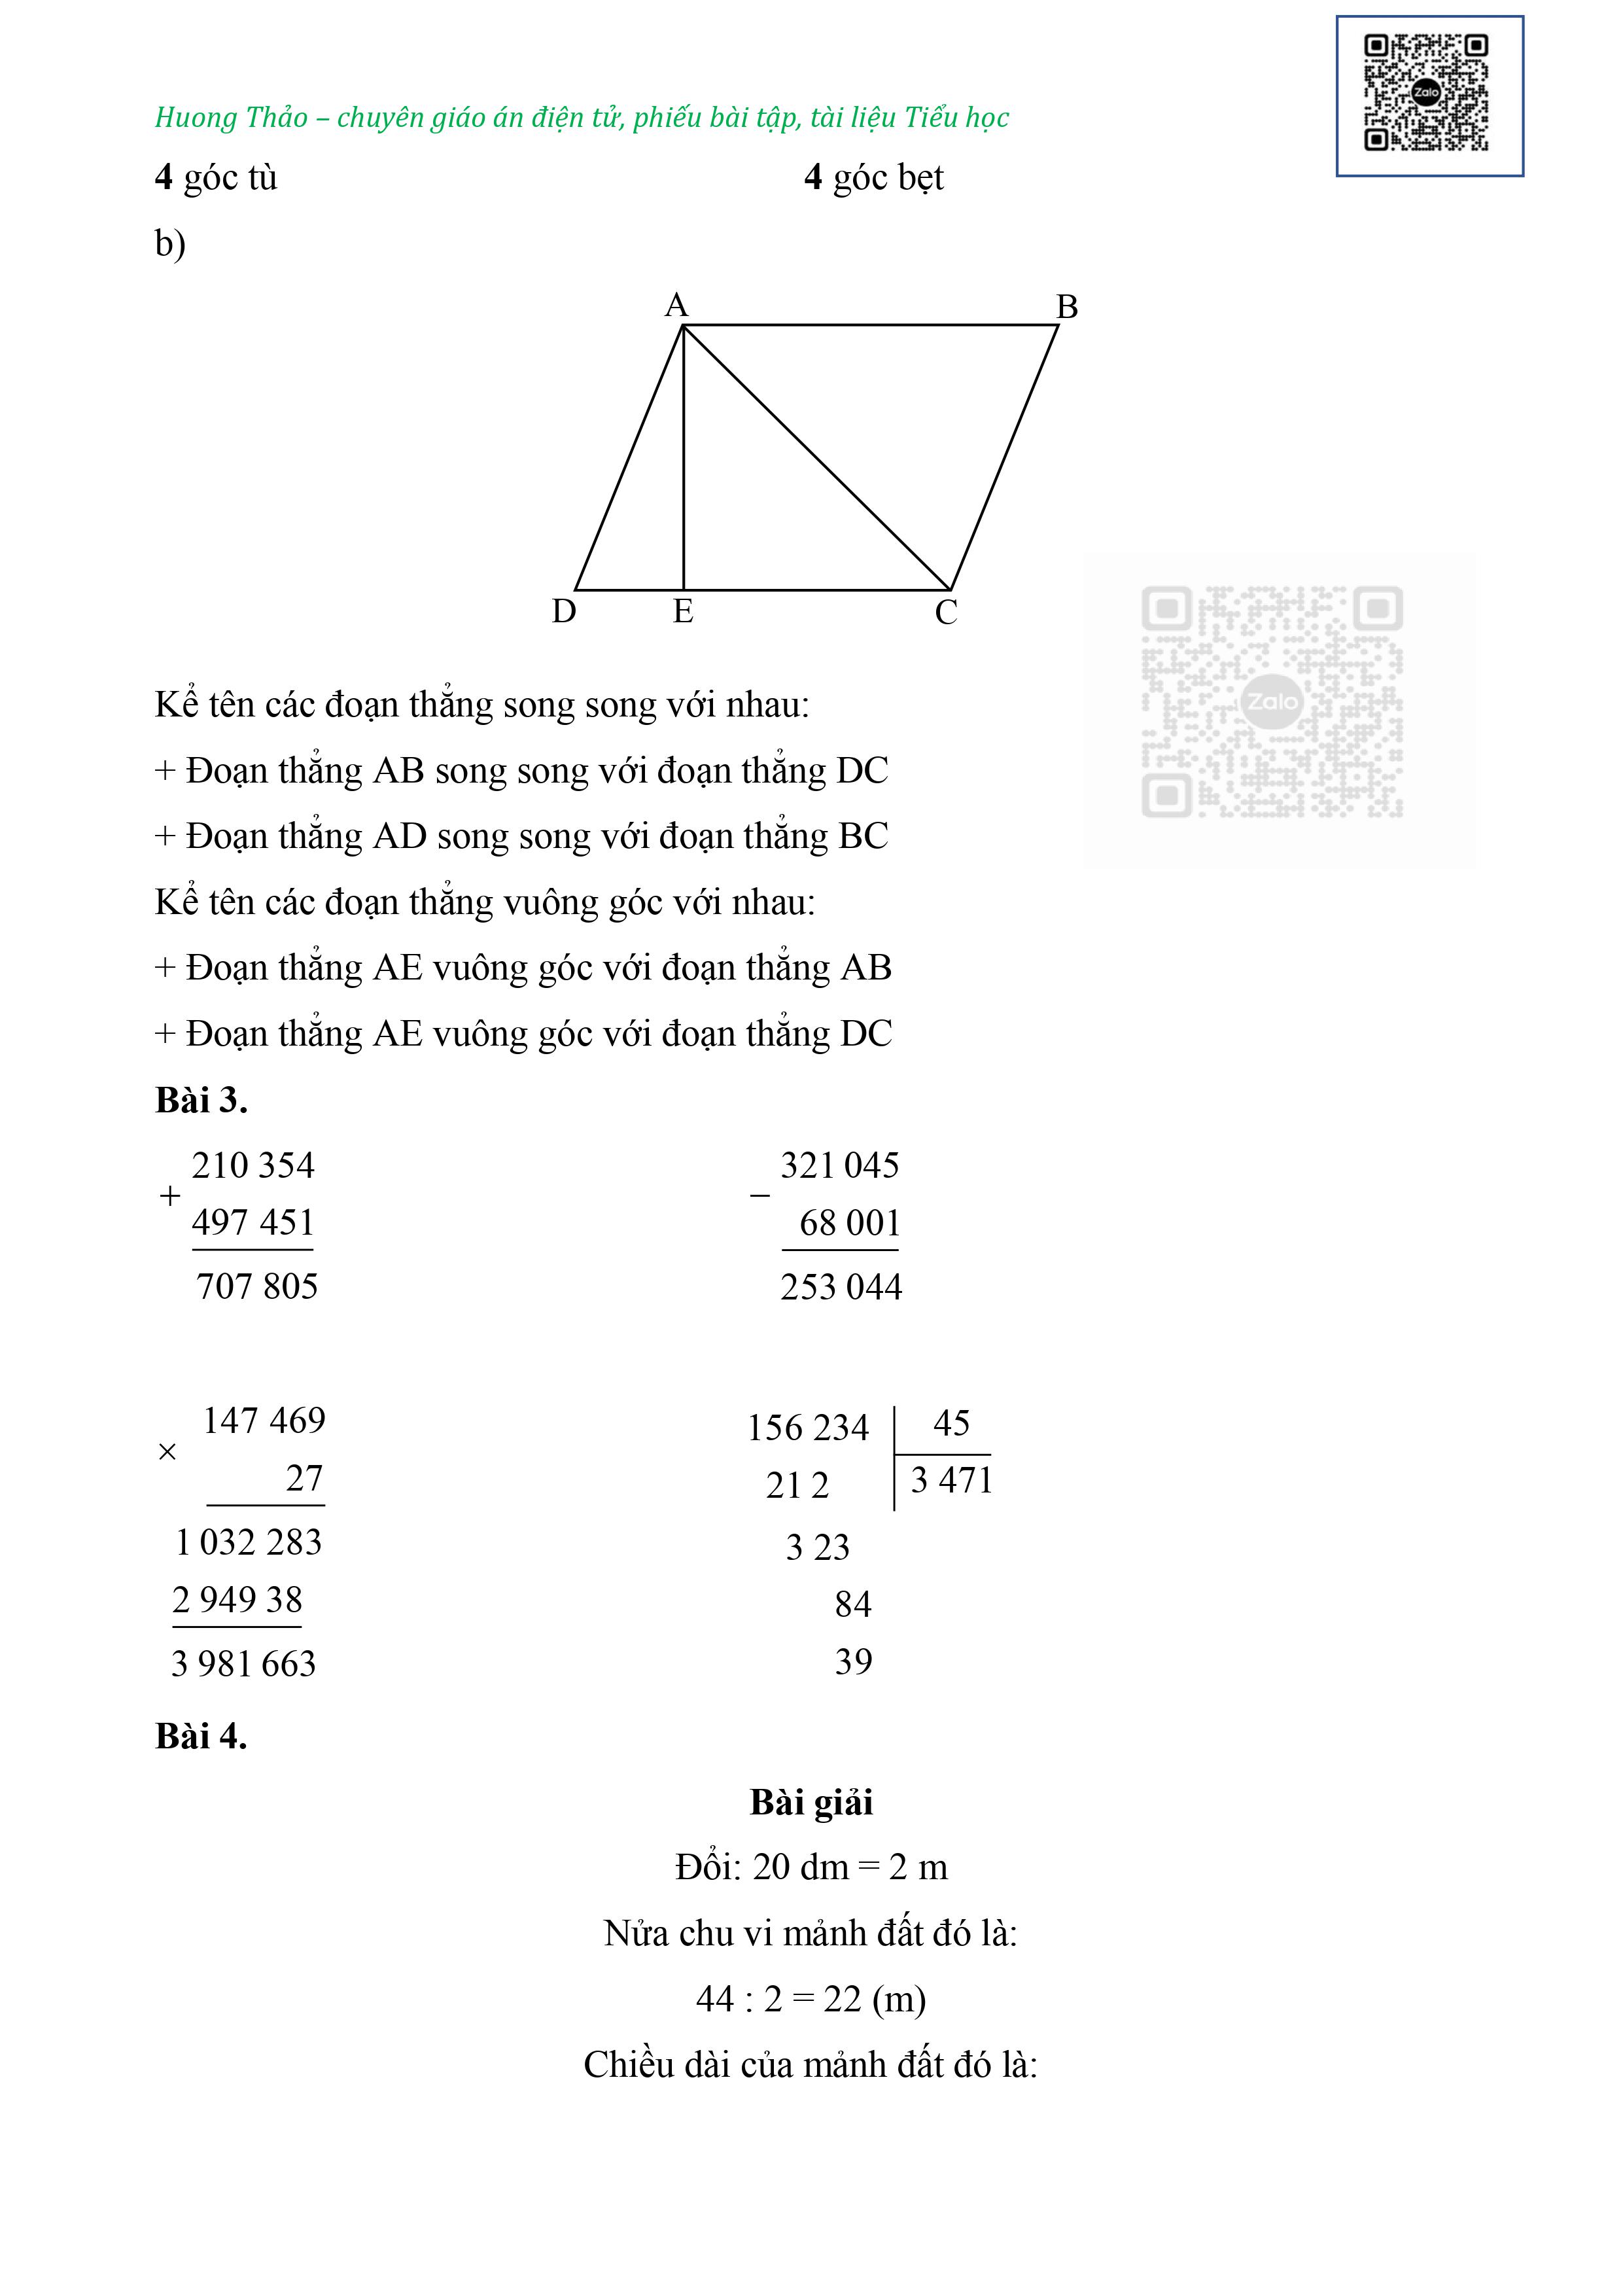 Zalo
Huong Thảo – chuyên giáo án điện tử, phiếu bài tập, tài liệu Tiểu học
4 góc tù 4 góc bẹt
b)
A B
D E C
Zalo
Kể tên các đoạn thẳng song song với nhau:
+ Đoạn thẳng AB song song với đoạn thẳng DC
+ Đoạn thẳng AD song song với đoạn thẳng BC
Kể tên các đoạn thẳng vuông góc với nhau:
+ Đoạn thẳng AE vuông góc với đoạn thẳng AB
+ Đoạn thẳng AE vuông góc với đoạn thẳng DC
Bài 3.
210 354
+
497 451
707 805
321 045
–
68 001
253 044
147 469
×
27
1 032 283
2 949 38
3 981 663
156 234 45
21 2 3 471
3 23
84
39
Bài 4.
Bài giải
Đổi: 20 dm = 2 m
Nửa chu vi mảnh đất đó là:
44 : 2 = 22 (m)
Chiều dài của mảnh đất đó là: